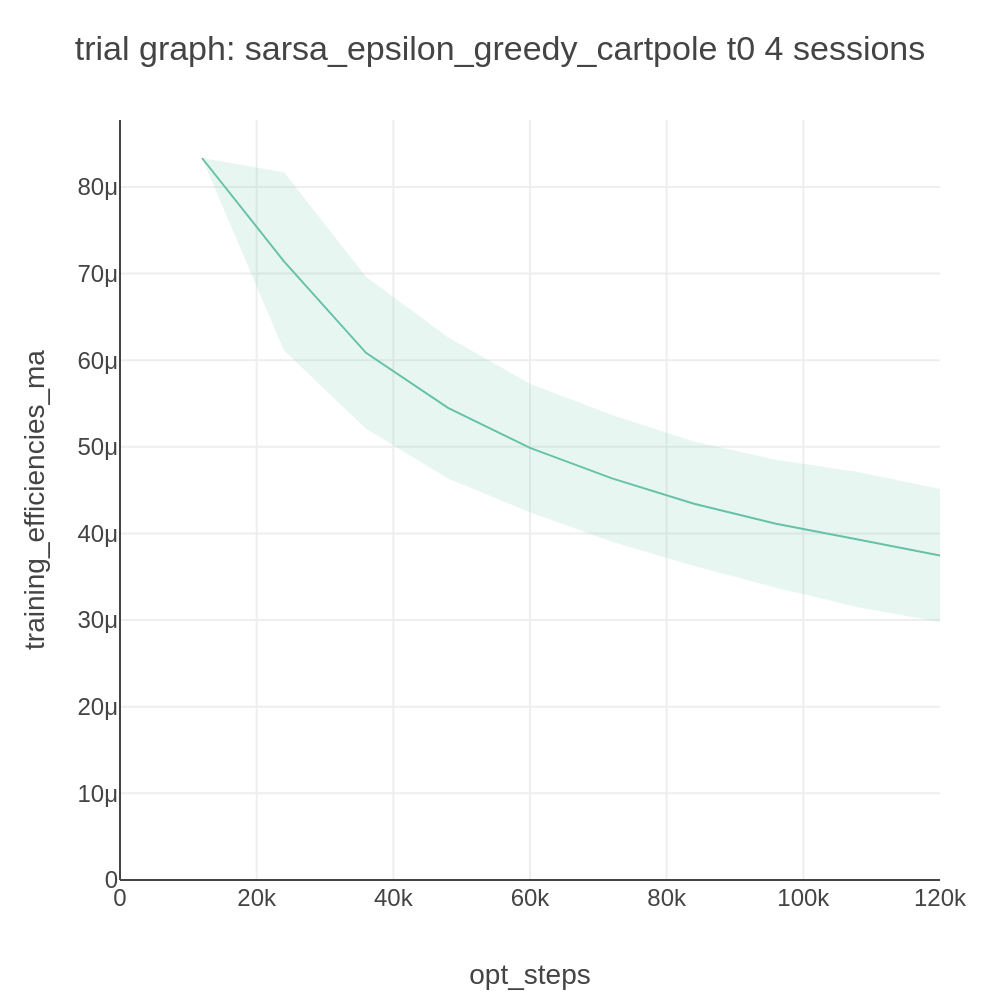 trial graph: sarsa_epsilon_greedy_cartpole t0 4 sessions
80μ
70μ
60μ
50μ
40μ
30μ
20μ
10μ
0
training_efficiencies_ma
0 20k 40k 60k 80k 100k 120k
opt_steps